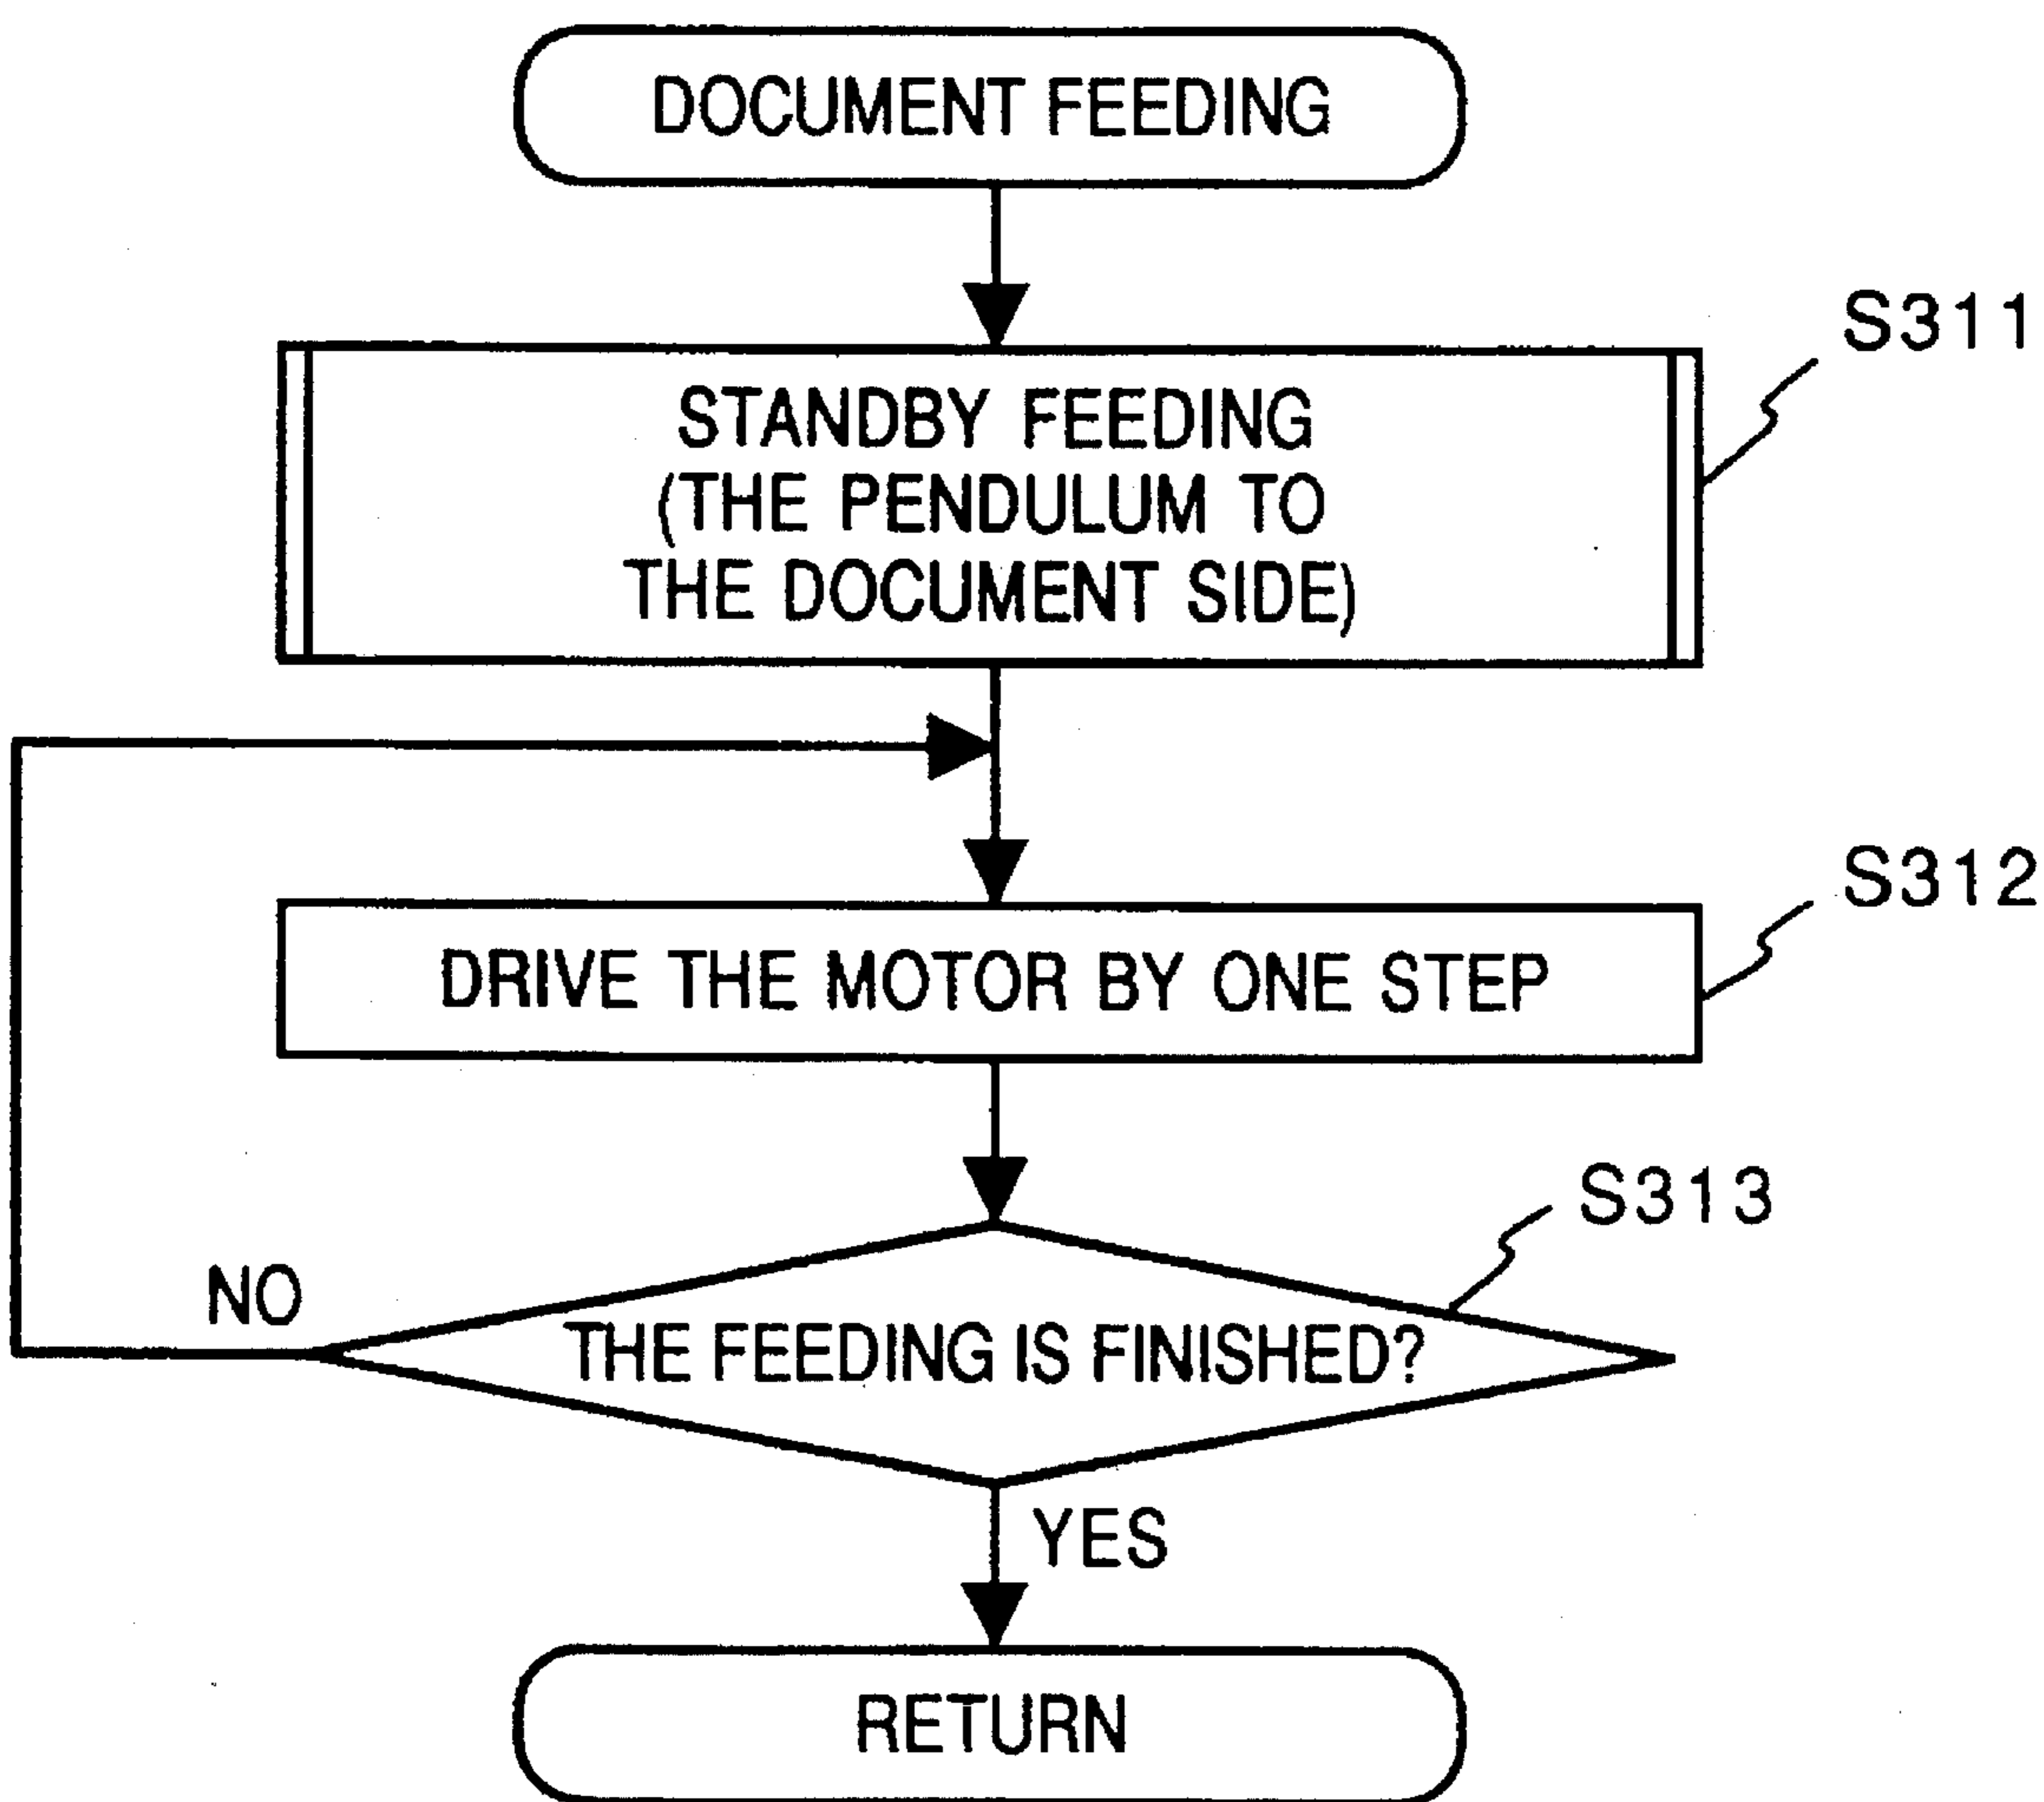 DOCUMENT FEEDING
S311
STANDBY FEEDING
(THE PENDULUM TO
THE DOCUMENT SIDE)
S312
DRIVE THE MOTOR BY ONE STEP
S313
NO
THE FEEDING IS FINISHED?
YES
RETURN